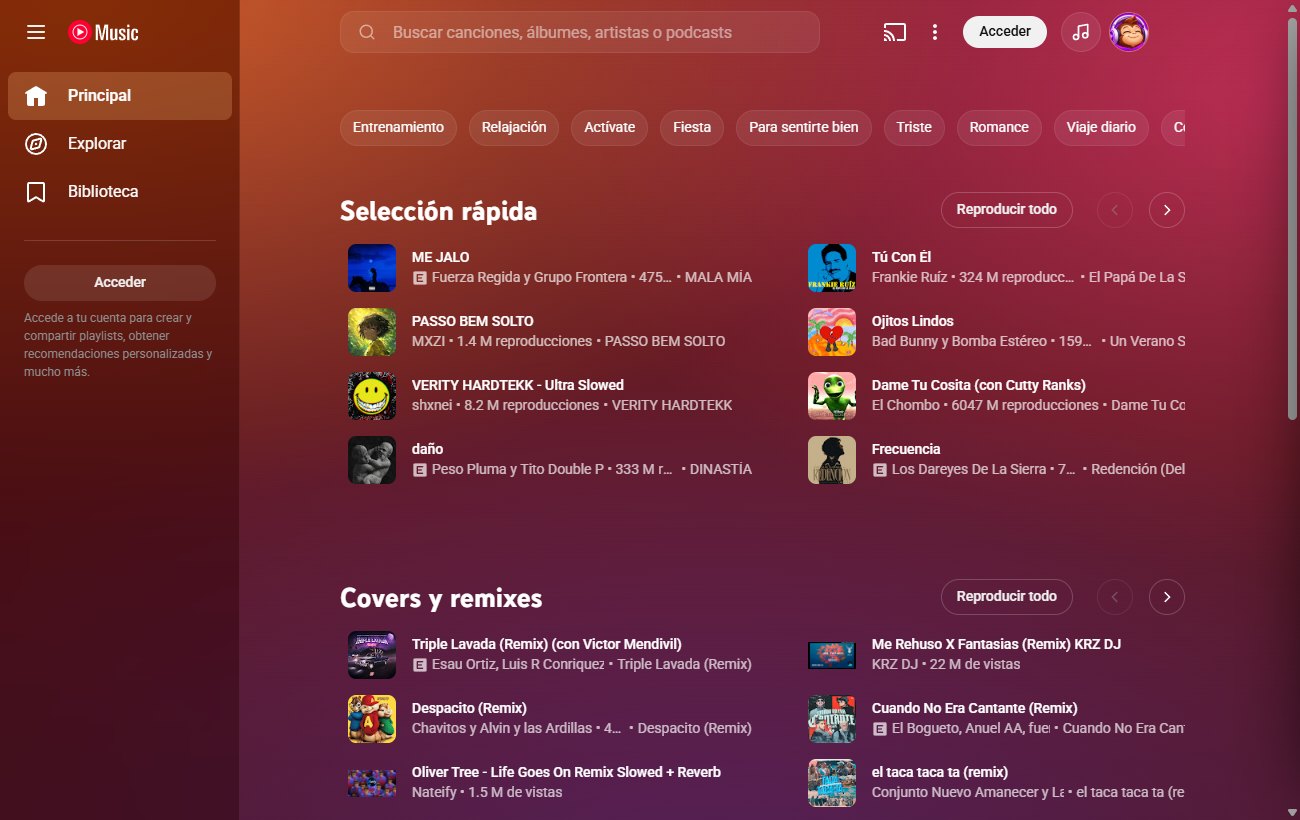 Music
Buscar canciones, álbumes, artistas o podcasts
Acceder
Principal
Explorar
Biblioteca
Acceder
Accede a tu cuenta para crear y
compartir playlists, obtener
recomendaciones personalizadas y
mucho más.
Entrenamiento
Relajación
Actívate
Fiesta
Para sentirte bien
Triste
Romance
Viaje diario
Selección rápida
Reproducir todo
ME JALO
E Fuerza Regida y Grupo Frontera • 475... • MALA MÍA
PASSO BEM SOLTO
MXZI • 1.4 M reproducciones • PASSO BEM SOLTO
VERITY HARDTEKK - Ultra Slowed
shxnei • 8.2 M reproducciones • VERITY HARDTEKK
daño
E Peso Pluma y Tito Double P • 333 M r... • DINASTÍA
Tú Con Él
Frankie Ruíz • 324 M reproducc... • El Papá De La S
FRANKIE RUÍZ
Ojitos Lindos
Bad Bunny y Bomba Estéreo • 159... • Un Verano S
Dame Tu Cosita (con Cutty Ranks)
El Chombo • 6047 M reproducciones • Dame Tu Co
Frecuencia
E Los Dareyes De La Sierra • 7... • Redención (Del
Covers y remixes
Reproducir todo
Triple Lavada (Remix) (con Victor Mendivil)
E Esau Ortiz, Luis R Conriquez • Triple Lavada (Remix)
Despacito (Remix)
Chavitos y Alvin y las Ardillas • 4... • Despacito (Remix)
Oliver Tree - Life Goes On Remix Slowed + Reverb
Nateify • 1.5 M de vistas
Me Rehuso X Fantasias (Remix) KRZ DJ
KRZ DJ • 22 M de vistas
Cuando No Era Cantante (Remix)
E El Bogueto, Anuel AA, fue • Cuando No Era Can
el taca taca ta (remix)
Conjunto Nuevo Amanecer y La • el taca taca ta (re